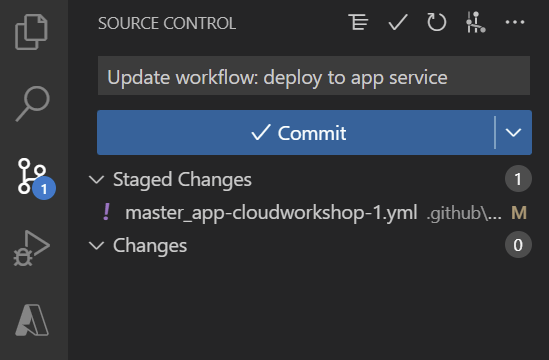 SOURCE CONTROL
Update workflow: deploy to app service
Commit
1
Staged Changes 1
! master_app-cloudworkshop-1.yml .github\... M
Changes 0